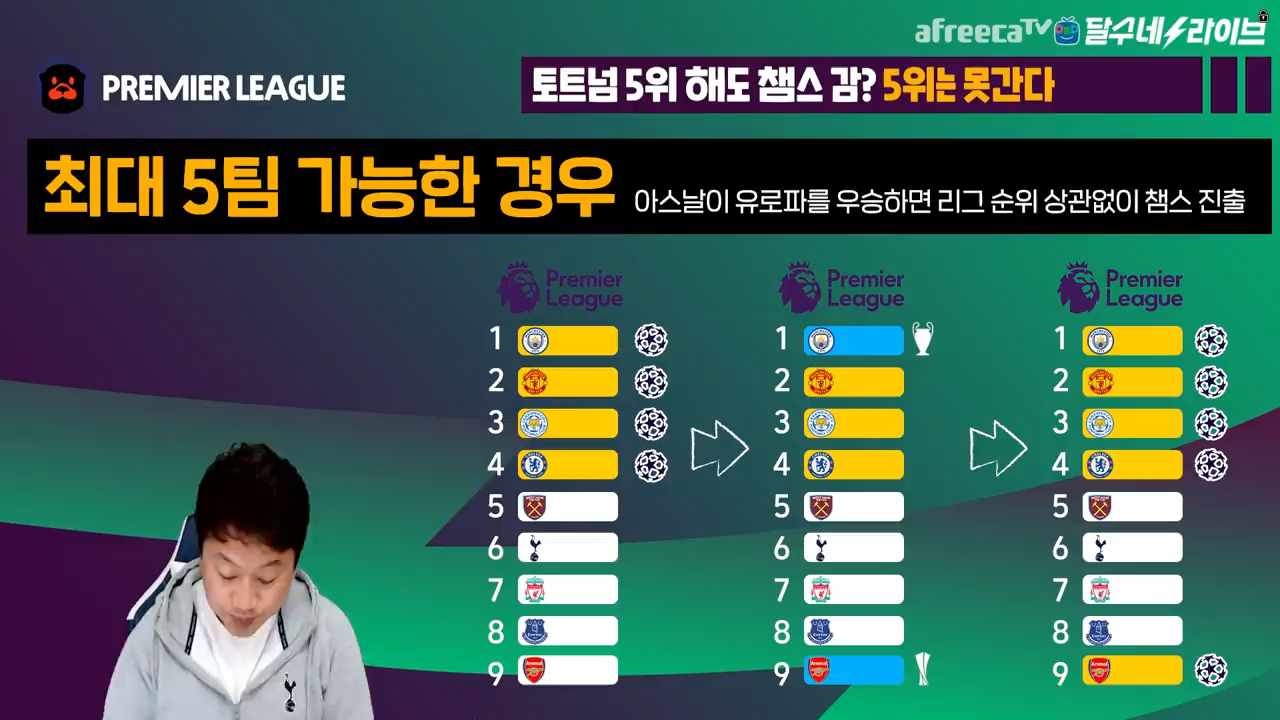 afreecaTV 달수네라이브
PREMIER LEAGUE
토트넘 5위 해도 챔스 감? 5위는 못간다
최대 5팀 가능한 경우 아스날이 유로파를 우승하면 리그 순위 상관없이 챔스 진출
Premier League
Premier League
Premier League
1 1 1
2 2 2
3 3 3
4 4 4
5 5 5
6 6 6
7 7 7
8 8 8
9 9 9